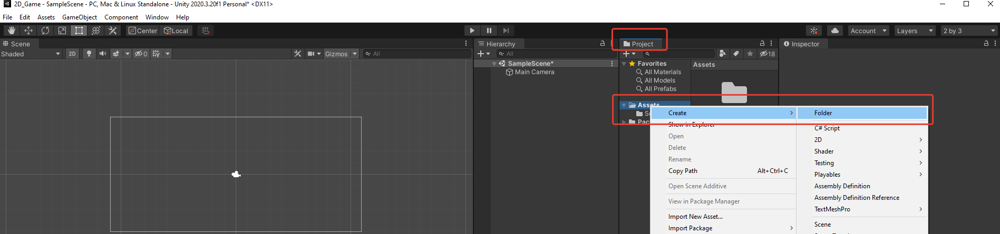 2D_Game - SampleScene - PC, Mac & Linux Standalone - Unity 2020.3.20f1 Personal* <DX11>
File Edit Assets GameObject Component Window Help
Center Local Account Layers 2 by 3
Scene Hierarchy Project Inspector
Shaded 2D 0 Gizmos All All 18
SampleScene*
Main Camera
Favorites
All Materials
All Models
All Prefabs
Assets
Assets
Create
Folder
Show in Explorer
C# Script
Open
2D
Delete
Shader
Rename
Testing
Copy Path Alt+Ctrl+C
Playables
Open Scene Additive
Assembly Definition
View in Package Manager
Assembly Definition Reference
TextMeshPro
Import New Asset...
Scene
Import Package